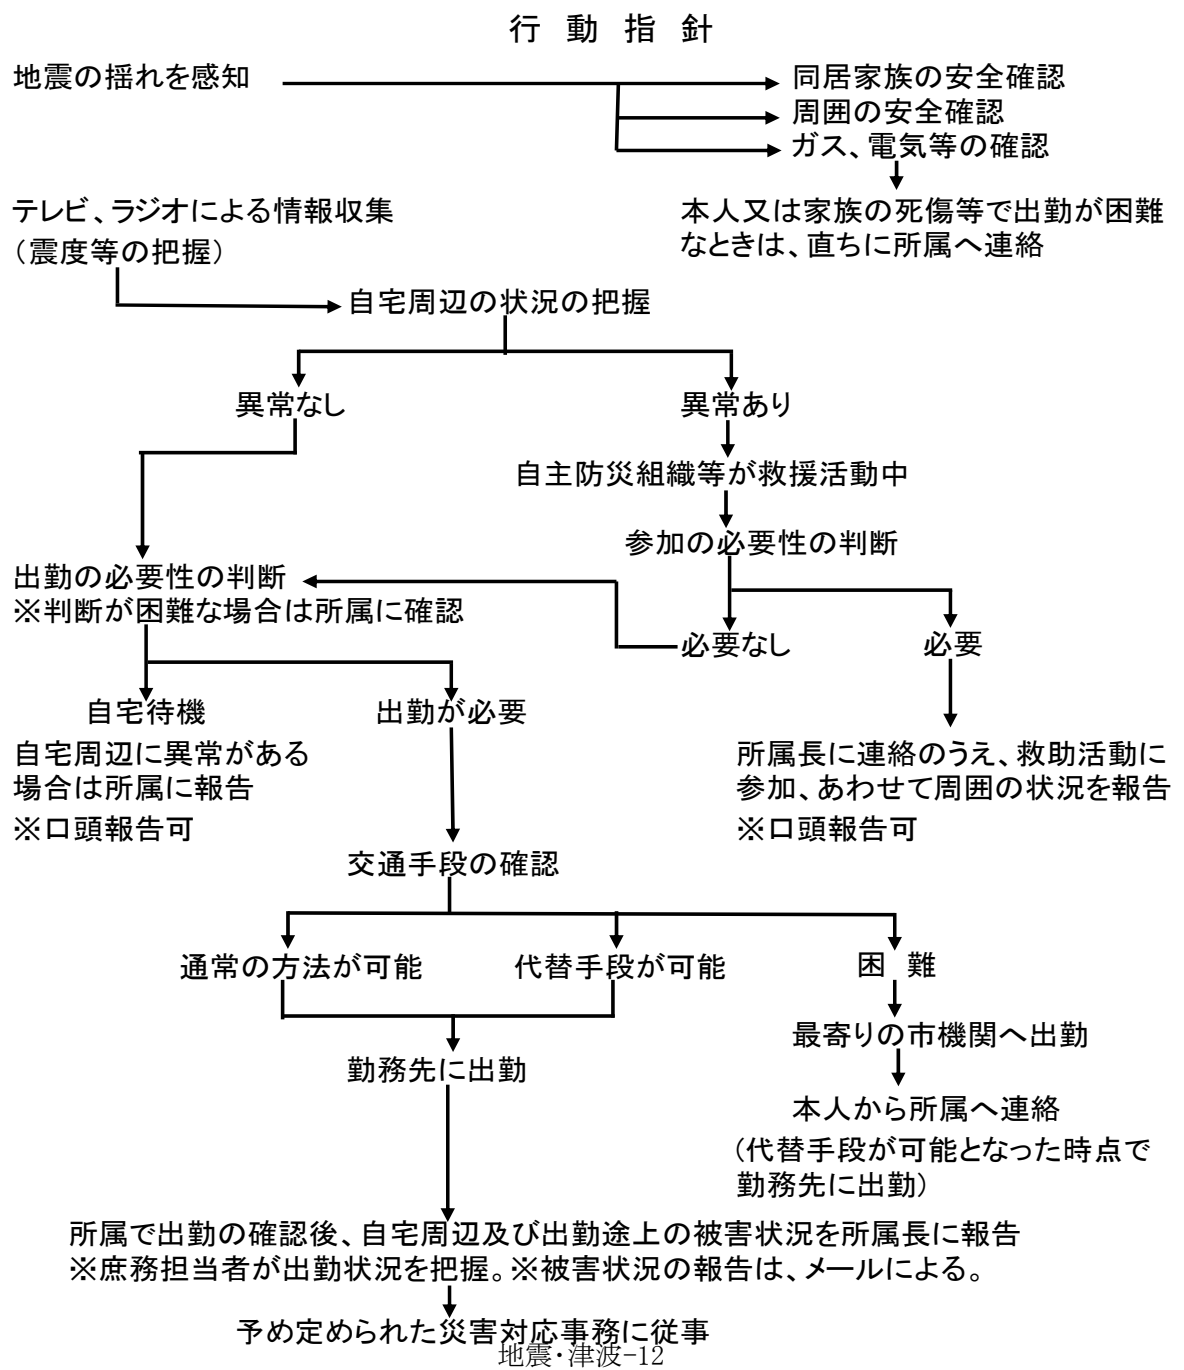 行動指針
地震の揺れを感知
同居家族の安全確認
周囲の安全確認
ガス、電気等の確認
テレビ、ラジオによる情報収集
（震度等の把握）
本人又は家族の死傷等で出勤が困難
なときは、直ちに所属へ連絡
自宅周辺の状況の把握
異常なし
異常あり
自主防災組織等が救援活動中
参加の必要性の判断
出勤の必要性の判断
※判断が困難な場合は所属に確認
必要なし
必要
自宅待機
出勤が必要
自宅周辺に異常がある
場合は所属に報告
※口頭報告可
所属長に連絡のうえ、救助活動に
参加、あわせて周囲の状況を報告
※口頭報告可
交通手段の確認
通常の方法が可能
代替手段が可能
困難
最寄りの市機関へ出勤
勤務先に出勤
本人から所属へ連絡
(代替手段が可能となった時点で
勤務先に出勤)
所属で出勤の確認後、自宅周辺及び出勤途上の被害状況を所属長に報告
※庶務担当者が出勤状況を把握。※被害状況の報告は、メールによる。
予め定められた災害対応事務に従事
地震・津波-12